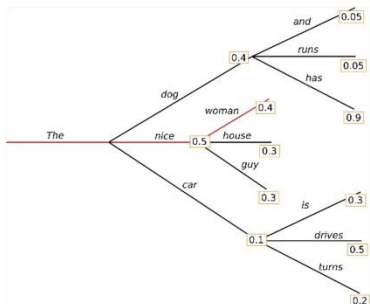 and
0.05
0.4
runs
0.05
has
dog
0.9
woman
0.4
The
nice
0.5
house
0.3
guy
0.3
car
is
0.3
0.1
drives
0.5
turns
0.2